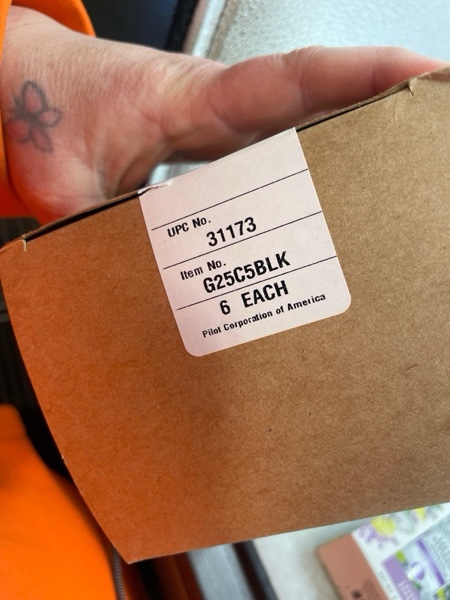 UPC No.
31173
Item No.
G25C5BLK
6 EACH
Pilot Corporation of America